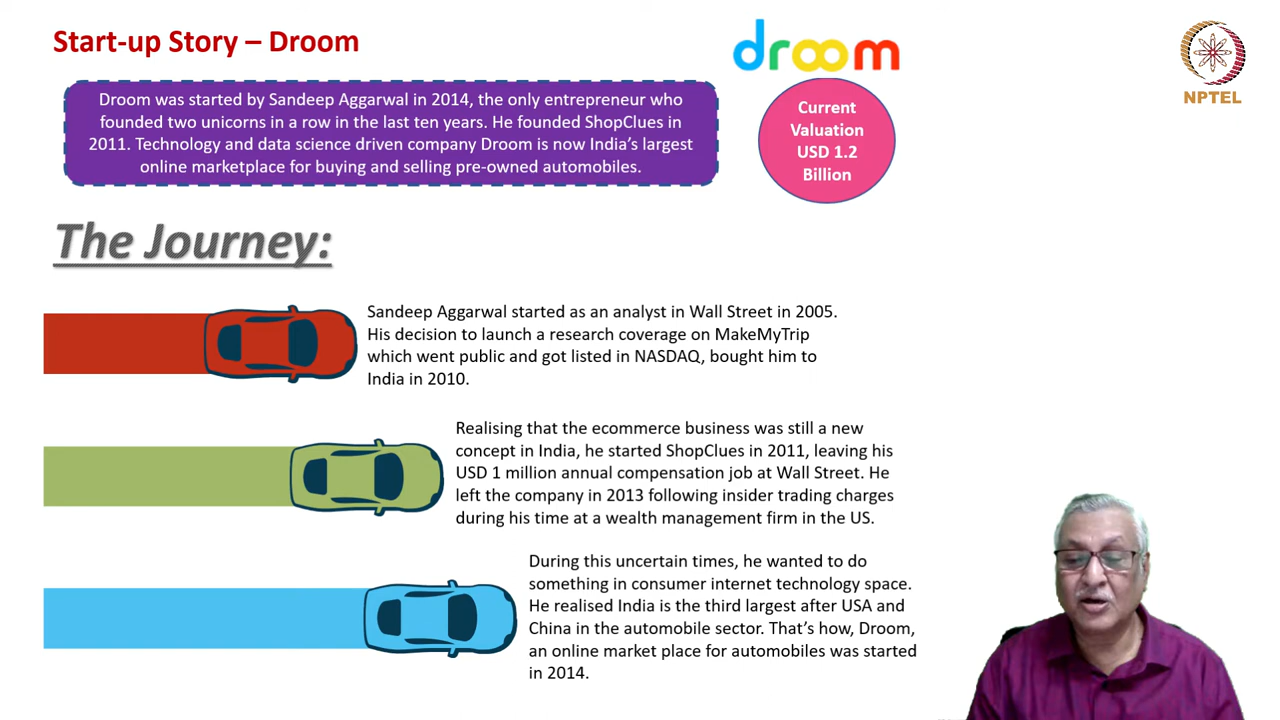 Start-up Story – Droom
droom
NPTEL
Droom was started by Sandeep Aggarwal in 2014, the only entrepreneur who
founded two unicorns in a row in the last ten years. He founded ShopClues in
2011. Technology and data science driven company Droom is now India's largest
online marketplace for buying and selling pre-owned automobiles.
Current
Valuation
USD 1.2
Billion
The Journey:
Sandeep Aggarwal started as an analyst in Wall Street in 2005.
His decision to launch a research coverage on MakeMyTrip
which went public and got listed in NASDAQ, bought him to
India in 2010.
Realising that the ecommerce business was still a new
concept in India, he started ShopClues in 2011, leaving his
USD 1 million annual compensation job at Wall Street. He
left the company in 2013 following insider trading charges
during his time at a wealth management firm in the US.
During this uncertain times, he wanted to do
something in consumer internet technology space.
He realised India is the third largest after USA and
China in the automobile sector. That's how, Droom,
an online market place for automobiles was started
in 2014.